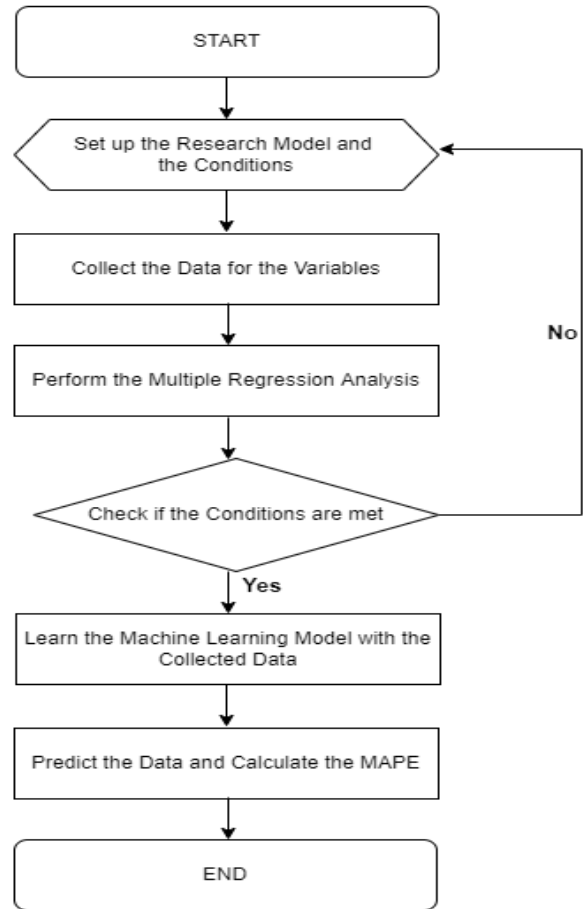 START
Set up the Research Model and
the Conditions
Collect the Data for the Variables
No
Perform the Multiple Regression Analysis
Check if the Conditions are met
Yes
Learn the Machine Learning Model with the
Collected Data
Predict the Data and Calculate the MAPE
END